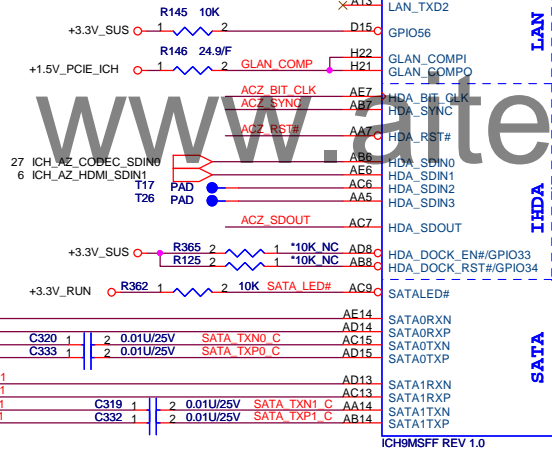 A13 LAN_TXD2
R145 10K
+3.3V_SUS 1 2 D15 GPIO56
R146 24.9/F
+1.5V_PCIE_ICH 1 2 GLAN_COMP H22 GLAN_COMPI
H21 GLAN_COMPO
LAN
ACZ_BIT_CLK AE7 HDA_BIT_CLK
ACZ_SYNC AB7 HDA_SYNC
www.aite
ACZ_RST# AA7 HDA_RST#
27 ICH_AZ_CODEC_SDIN0 AB6 HDA_SDIN0
6 ICH_AZ_HDMI_SDIN1 AE6 HDA_SDIN1
T17 PAD AC6 HDA_SDIN2
T26 PAD AA5 HDA_SDIN3
IHDA
ACZ_SDOUT AC7 HDA_SDOUT
+3.3V_SUS R365 2 1 *10K_NC AD8 HDA_DOCK_EN#/GPIO33
R125 2 1 *10K_NC AB8 HDA_DOCK_RST#/GPIO34
+3.3V_RUN R362 1 2 10K SATA_LED# AC9 SATALED#
AE14 SATA0RXN
AD14 SATA0RXP
C320 1 2 0.01U/25V SATA_TXN0_C AC15 SATA0TXN
C333 1 2 0.01U/25V SATA_TXP0_C AD15 SATA0TXP
SATA
1 AD13 SATA1RXN
1 AC13 SATA1RXP
1 C319 1 2 0.01U/25V SATA_TXN1_C AA14 SATA1TXN
1 C332 1 2 0.01U/25V SATA_TXP1_C AB14 SATA1TXP
ICH9MSFF REV 1.0